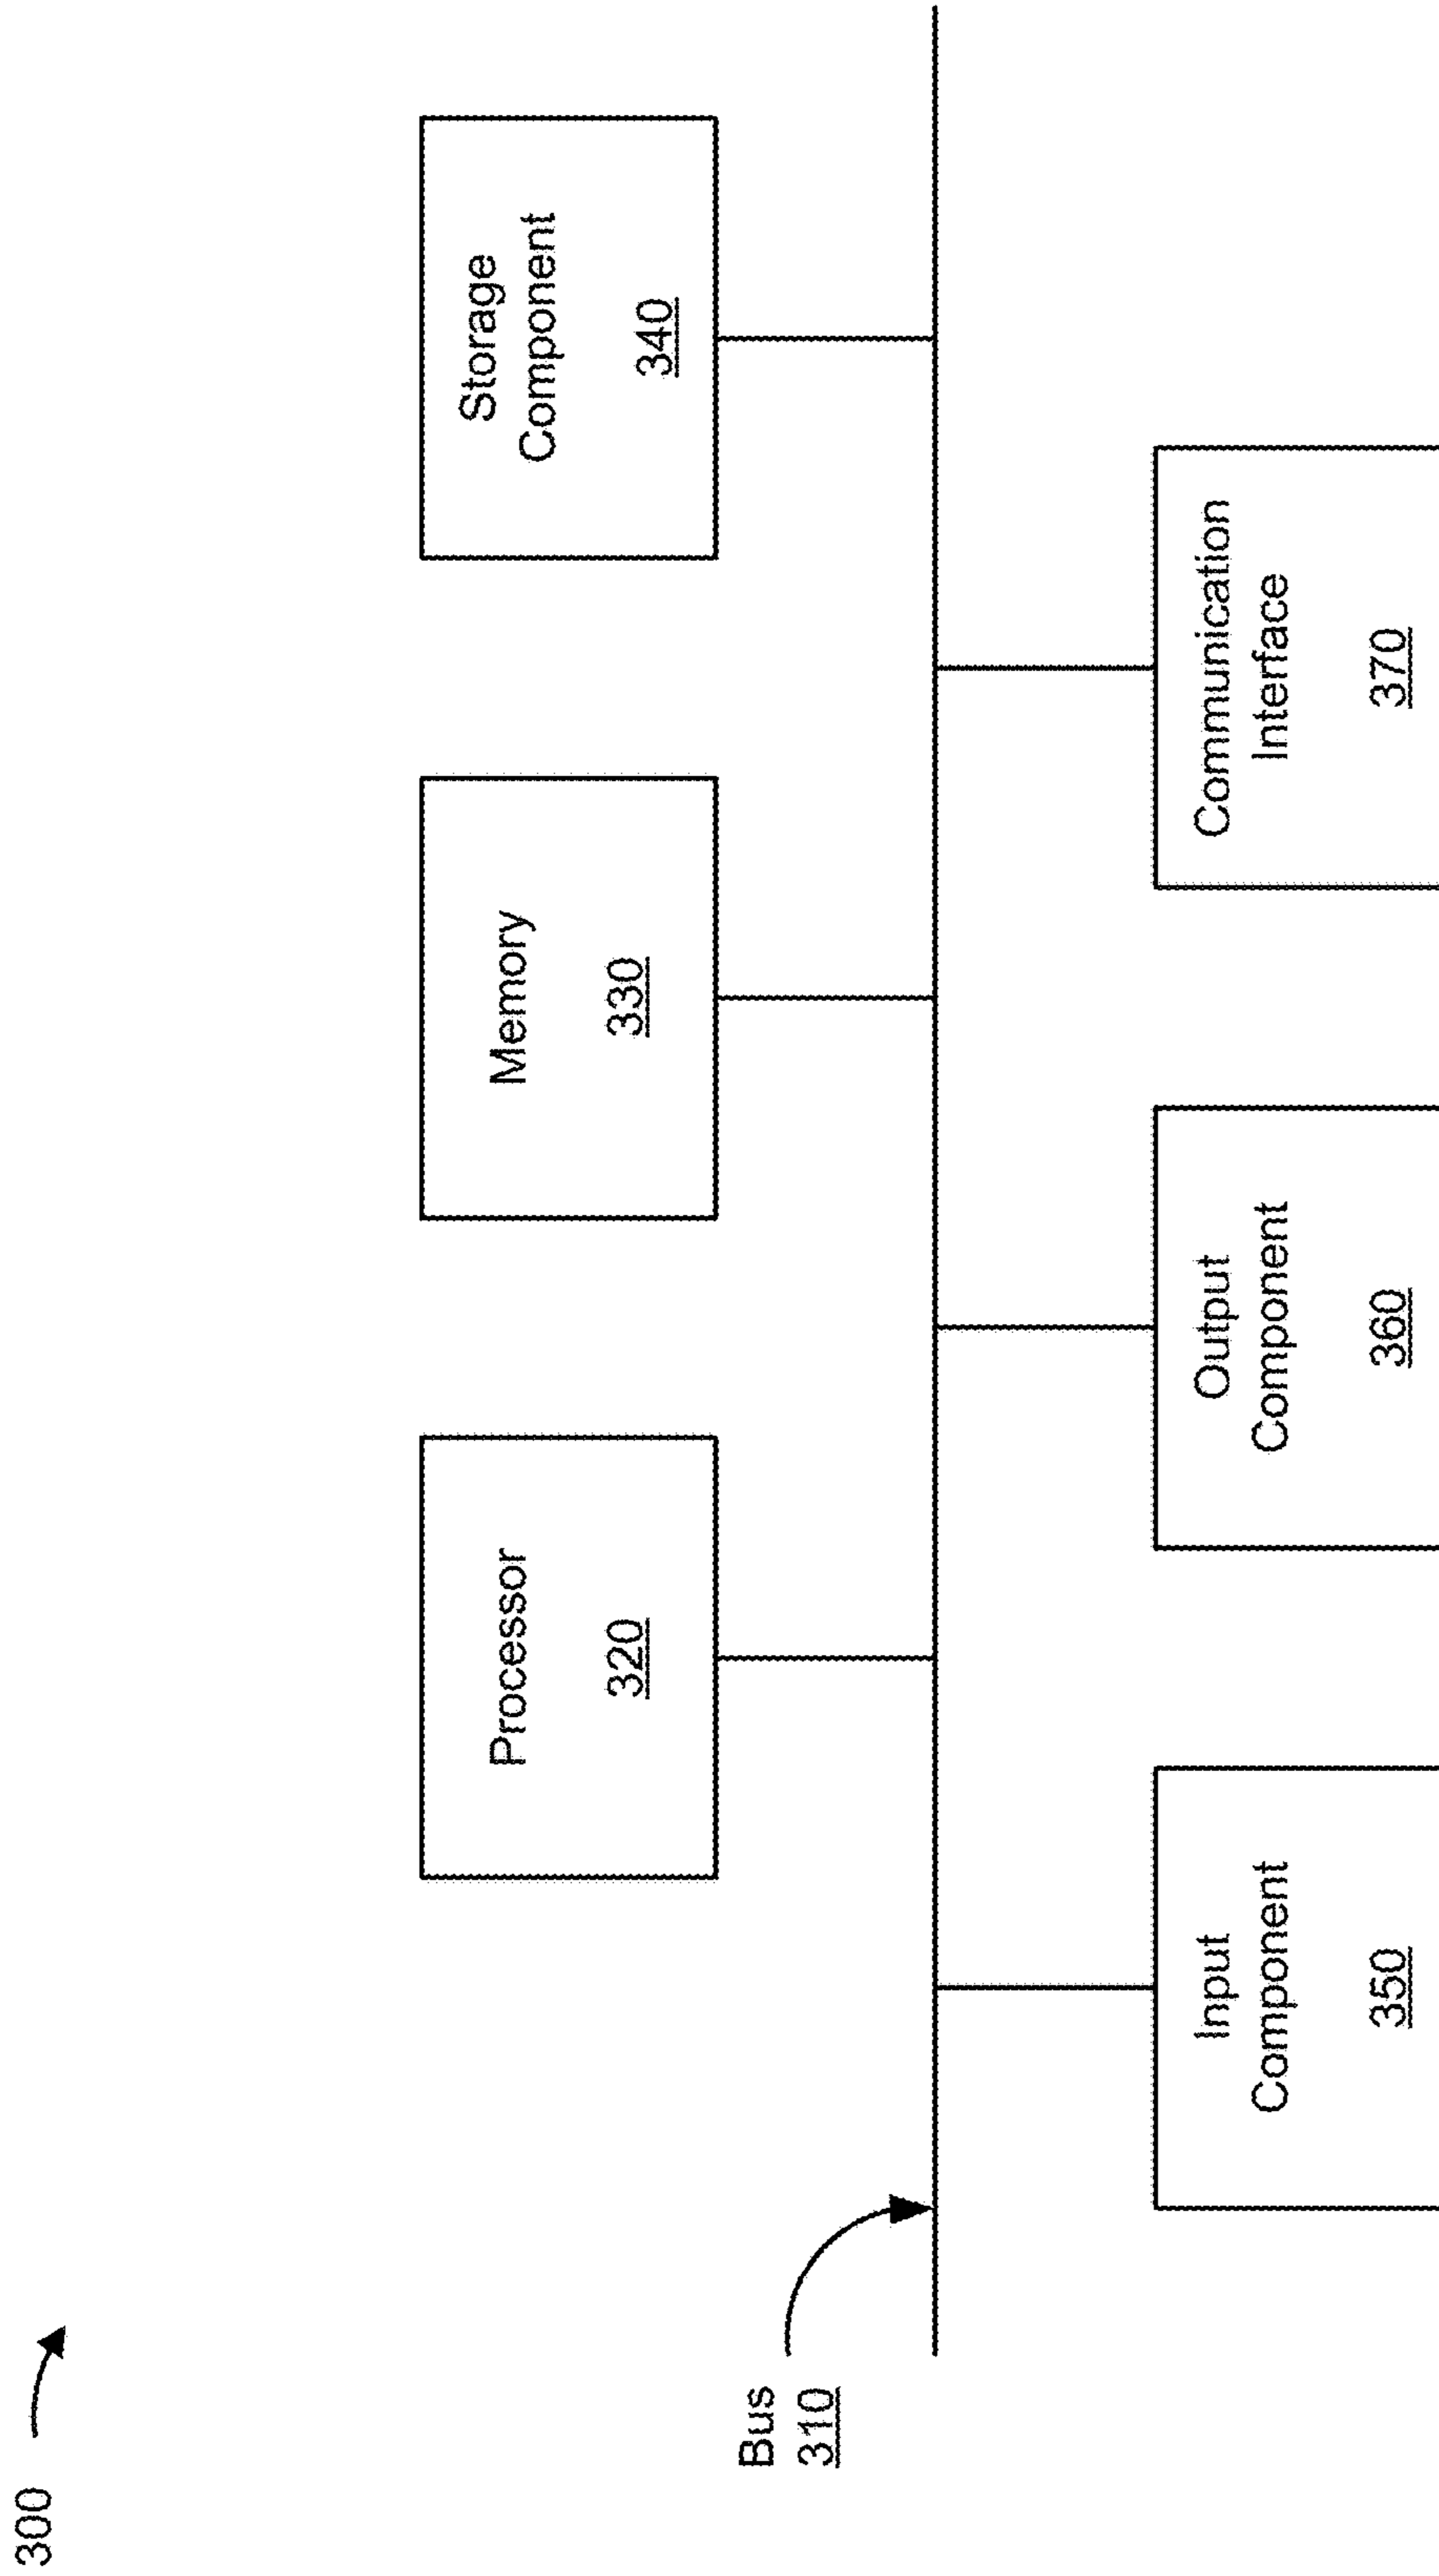 300
Bus
310
Processor
320
Memory
330
Storage
Component
340
Input
Component
350
Output
Component
360
Communication
Interface
370